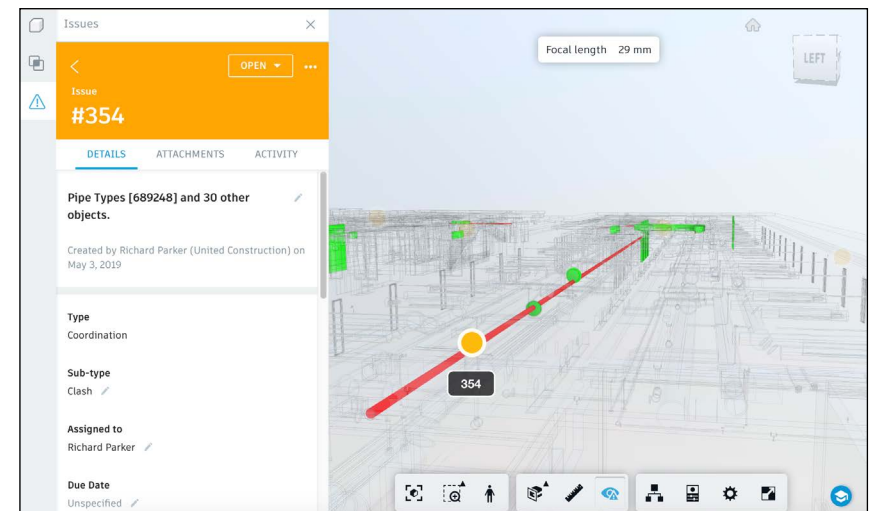 Issues
OPEN
Issue
#354
DETAILS ATTACHMENTS ACTIVITY
Pipe Types [689248] and 30 other
objects.
Created by Richard Parker (United Construction) on
May 3, 2019
Type
Coordination
Sub-type
Clash
Assigned to
Richard Parker
Due Date
Unspecified
Focal length 29 mm
LEFT
354